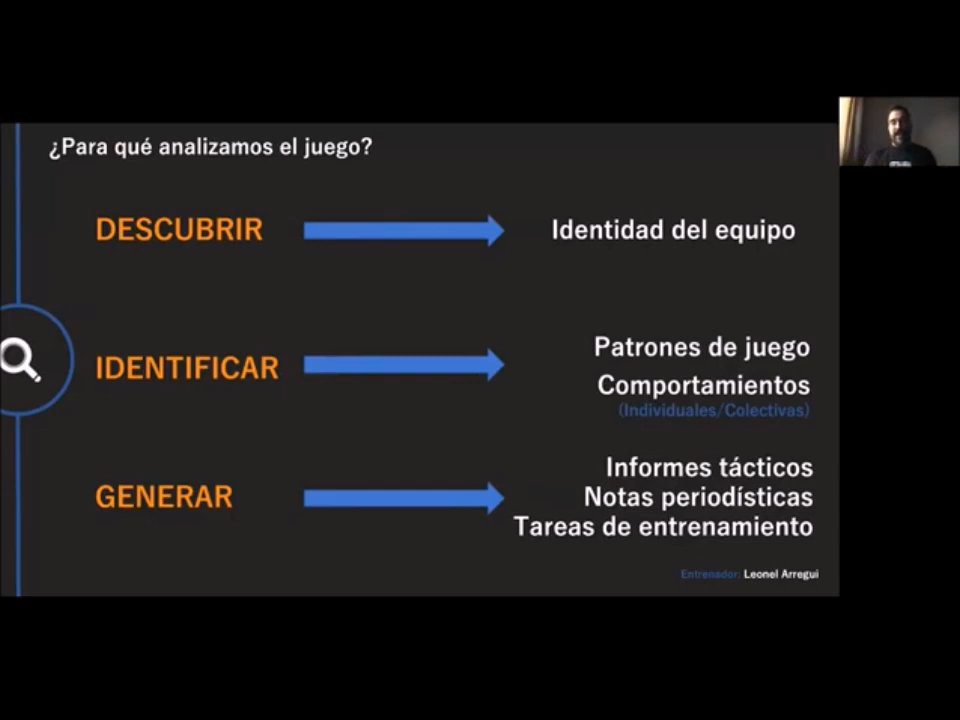 ¿Para qué analizamos el juego?
DESCUBRIR
Identidad del equipo
IDENTIFICAR
Patrones de juego
Comportamientos
(Individuales/Colectivas)
GENERAR
Informes tácticos
Notas periodísticas
Tareas de entrenamiento
Entrenador: Leonel Arregui